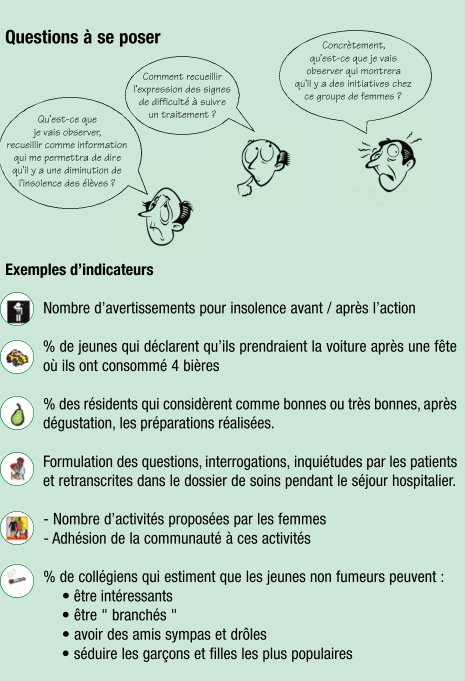 Questions à se poser
Concrètement,
qu'est-ce que je vais
observer qui montrera
qu'il y a des initiatives chez
ce groupe de femmes ?
Comment recueillir
l'expression des signes
de difficulté à suivre
un traitement ?
Qu'est-ce que
je vais observer,
recueillir comme information
qui me permettra de dire
qu'il y a une diminution de
l'insolence des élèves ?
Exemples d'indicateurs
Nombre d'avertissements pour insolence avant / après l'action
% de jeunes qui déclarent qu'ils prendraient la voiture après une fête
où ils ont consommé 4 bières
% des résidents qui considèrent comme bonnes ou très bonnes, après
dégustation, les préparations réalisées.
Formulation des questions, interrogations, inquiétudes par les patients
et retranscrites dans le dossier de soins pendant le séjour hospitalier.
- Nombre d'activités proposées par les femmes
- Adhésion de la communauté à ces activités
% de collégiens qui estiment que les jeunes non fumeurs peuvent :
• être intéressants
• être " branchés "
• avoir des amis sympas et drôles
• séduire les garçons et filles les plus populaires